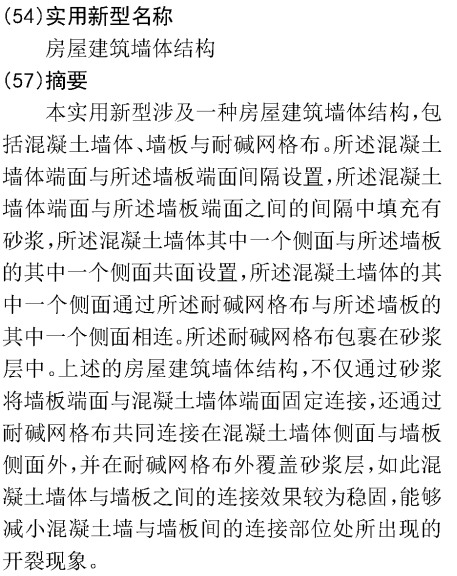 (54)实用新型名称
房屋建筑墙体结构
(57)摘要
本实用新型涉及一种房屋建筑墙体结构,包
括混凝土墙体、墙板与耐碱网格布。所述混凝土
墙体端面与所述墙板端面间隔设置,所述混凝土
墙体端面与所述墙板端面之间的间隔中填充有
砂浆,所述混凝土墙体其中一个侧面与所述墙板
的其中一个侧面共面设置,所述混凝土墙体的其
中一个侧面通过所述耐碱网格布与所述墙板的
其中一个侧面相连。所述耐碱网格布包裹在砂浆
层中。上述的房屋建筑墙体结构,不仅通过砂浆
将墙板端面与混凝土墙体端面固定连接,还通过
耐碱网格布共同连接在混凝土墙体侧面与墙板
侧面外,并在耐碱网格布外覆盖砂浆层,如此混
凝土墙体与墙板之间的连接效果较为稳固,能够
减小混凝土墙与墙板间的连接部位处所出现的
开裂现象。